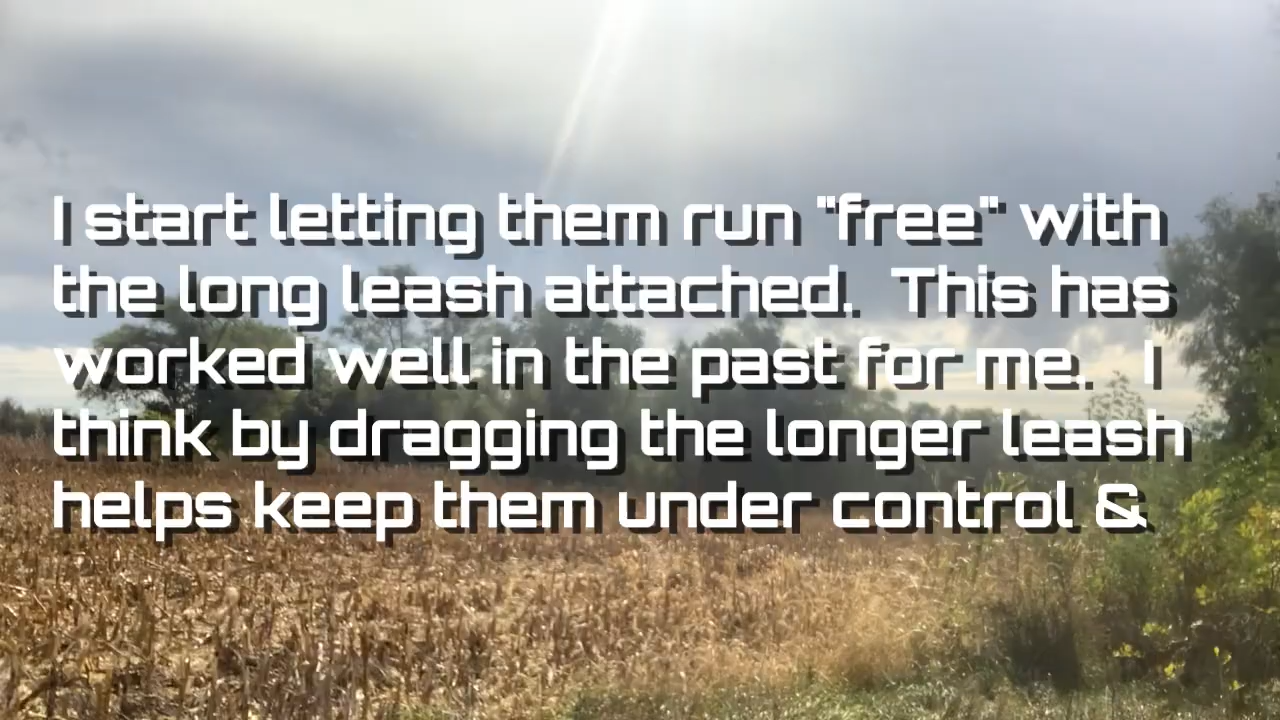 I start letting them run "free" with
the long leash attached.  This has
worked well in the past for me.   I
think by dragging the longer leash
helps keep them under control &